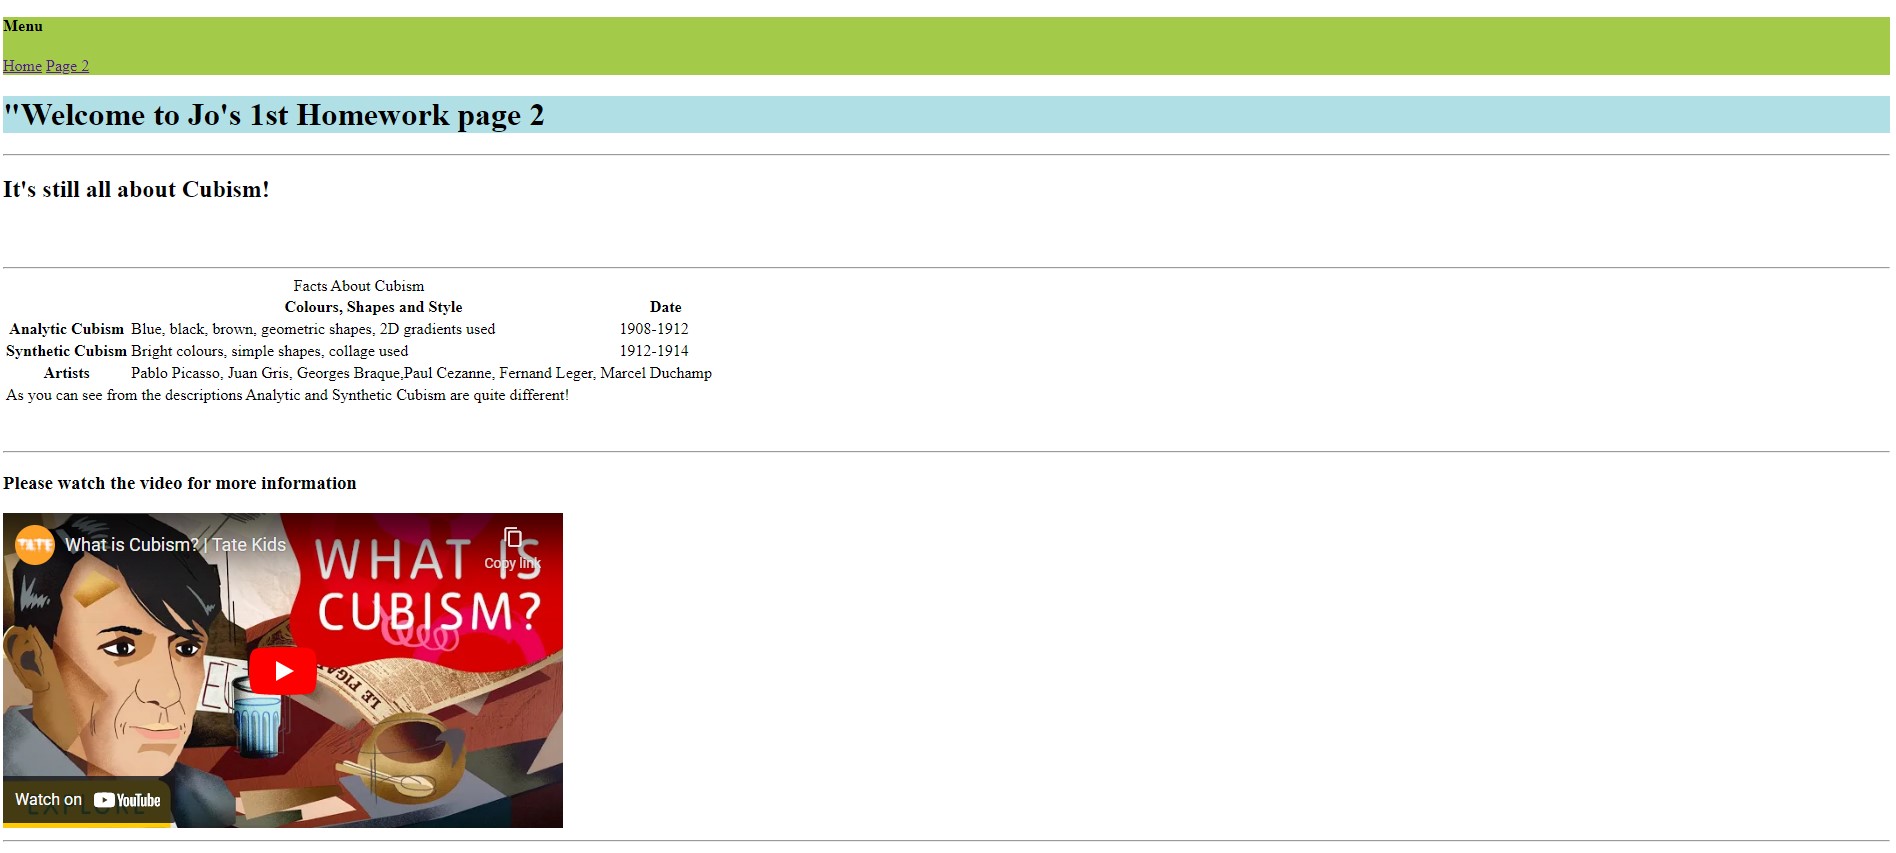 Menu
Home Page 2
"Welcome to Jo's 1st Homework page 2
It's still all about Cubism!
Facts About Cubism
Colours, Shapes and Style Date
Analytic Cubism Blue, black, brown, geometric shapes, 2D gradients used 1908-1912
Synthetic Cubism Bright colours, simple shapes, collage used 1912-1914
Artists Pablo Picasso, Juan Gris, Georges Braque,Paul Cezanne, Fernand Leger, Marcel Duchamp
As you can see from the descriptions Analytic and Synthetic Cubism are quite different!
Please watch the video for more information
TATE What is Cubism? | Tate Kids
Copy link
WHAT IS
CUBISM?
LE FIGA
Watch on YouTube
EXPLORE